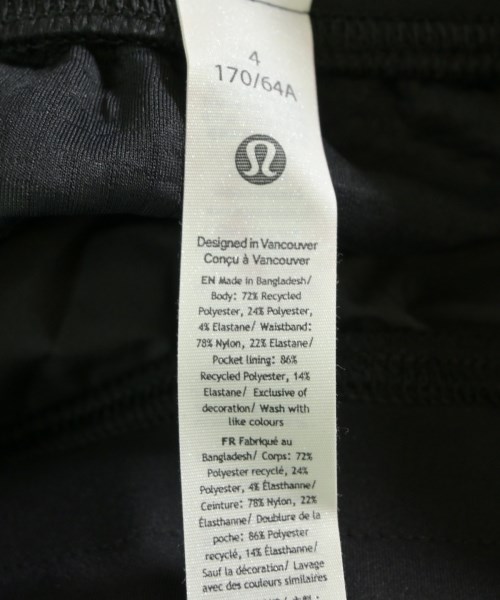 4
170/64A
Designed in Vancouver
Conçu à Vancouver
EN Made in Bangladesh/
Body: 72% Recycled
Polyester, 24% Polyester,
4% Elastane/ Waistband:
78% Nylon, 22% Elastane/
Pocket lining: 86%
Recycled Polyester, 14%
Elastane/ Exclusive of
decoration/ Wash with
like colours
FR Fabriqué au
Bangladesh/ Corps: 72%
Polyester recyclé, 24%
Polyester, 4% Élasthanne/
Ceinture: 78% Nylon, 22%
Élasthanne/ Doublure de la
poche: 86% Polyester
recyclé, 14% Élasthanne/
Sauf la décoration/ Lavage
avec des couleurs similaires